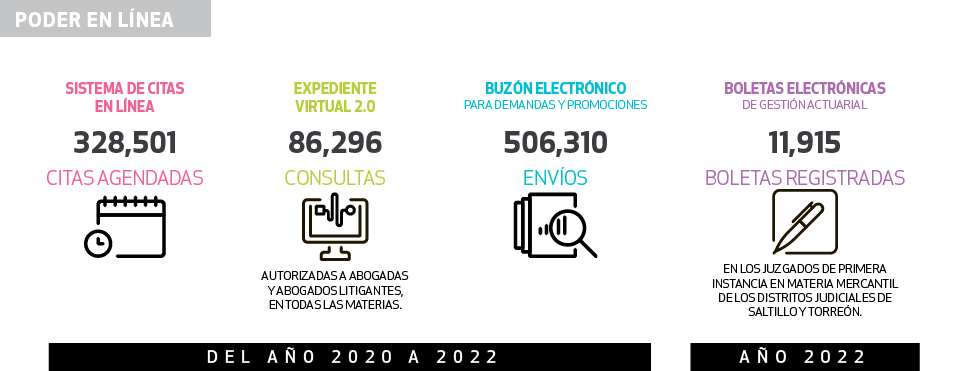 PODER EN LÍNEA
SISTEMA DE CITAS
EN LÍNEA
328,501
CITAS AGENDADAS
EXPEDIENTE
VIRTUAL 2.0
86,296
CONSULTAS
AUTORIZADAS A ABOGADAS
Y ABOGADOS LITIGANTES,
EN TODAS LAS MATERIAS.
BUZÓN ELECTRÓNICO
PARA DEMANDAS Y PROMOCIONES
506,310
ENVÍOS
DEL AÑO 2020 A 2022
BOLETAS ELECTRÓNICAS
DE GESTIÓN ACTUARIAL
11,915
BOLETAS REGISTRADAS
EN LOS JUZGADOS DE PRIMERA
INSTANCIA EN MATERIA MERCANTIL
DE LOS DISTRITOS JUDICIALES DE
SALTILLO Y TORREÓN.
AÑO 2022